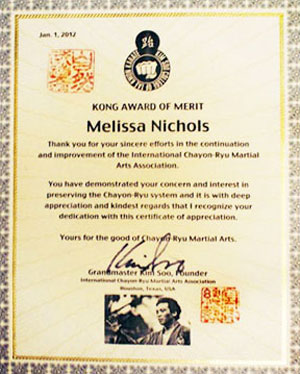 Jan. 1, 2012
KONG AWARD OF MERIT
Melissa Nichols
Thank you for your sincere efforts in the continuation
and improvement of the International Chayon-Ryu Martial
Arts Association.
You have demonstrated your concern and interest in
preserving the Chayon-Ryu system and it is with deep
appreciation and kindest regards that I recognize your
dedication with this certificate of appreciation.
Yours for the good of Chayon-Ryu Martial Arts.
Kim Soo
Grandmaster Kim Soo, Founder
International Chayon-Ryu Martial Arts Association
Houston, Texas, USA